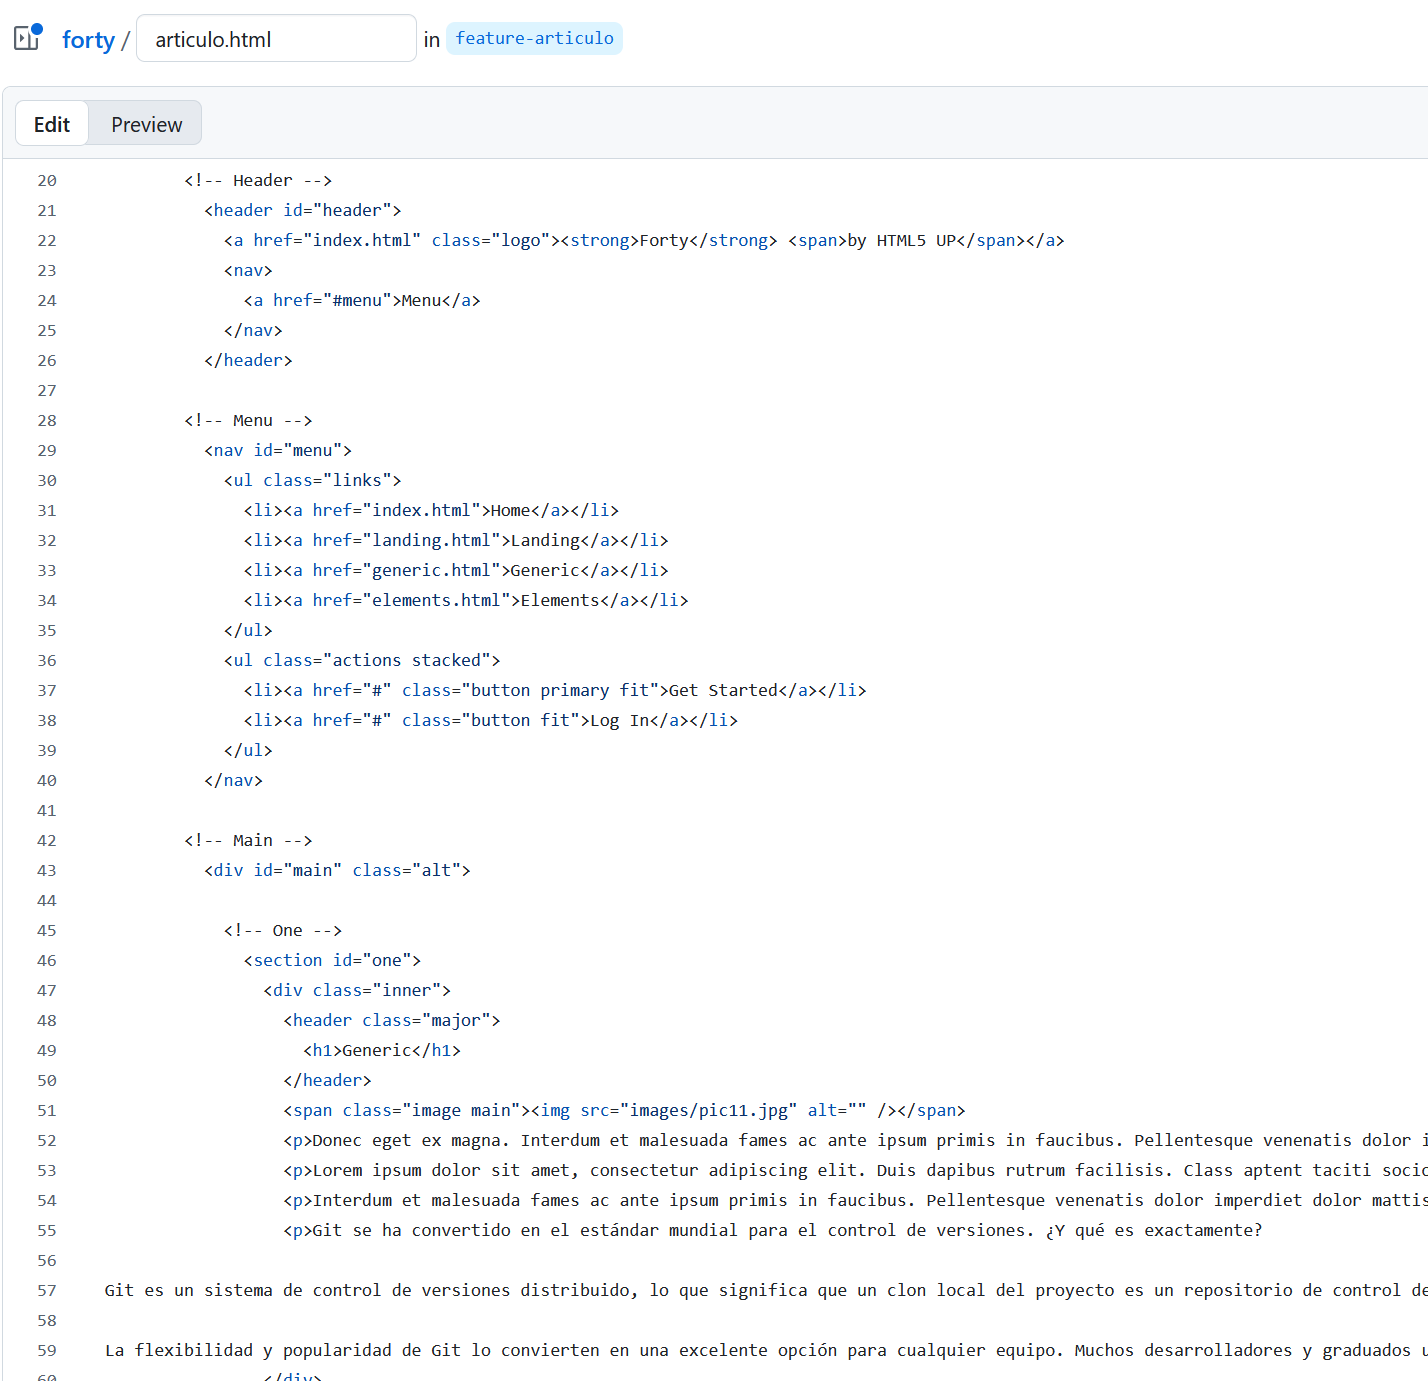 forty / articulo.html in feature-articulo
Edit Preview
20 <!-- Header -->
21 <header id="header">
22 <a href="index.html" class="logo"><strong>Forty</strong> <span>by HTML5 UP</span></a>
23 <nav>
24 <a href="#menu">Menu</a>
25 </nav>
26 </header>
27
28 <!-- Menu -->
29 <nav id="menu">
30 <ul class="links">
31 <li><a href="index.html">Home</a></li>
32 <li><a href="landing.html">Landing</a></li>
33 <li><a href="generic.html">Generic</a></li>
34 <li><a href="elements.html">Elements</a></li>
35 </ul>
36 <ul class="actions stacked">
37 <li><a href="#" class="button primary fit">Get Started</a></li>
38 <li><a href="#" class="button fit">Log In</a></li>
39 </ul>
40 </nav>
41
42 <!-- Main -->
43 <div id="main" class="alt">
44
45 <!-- One -->
46 <section id="one">
47 <div class="inner">
48 <header class="major">
49 <h1>Generic</h1>
50 </header>
51 <span class="image main"><img src="images/pic11.jpg" alt="" /></span>
52 <p>Donec eget ex magna. Interdum et malesuada fames ac ante ipsum primis in faucibus. Pellentesque venenatis dolor
53 <p>Lorem ipsum dolor sit amet, consectetur adipiscing elit. Duis dapibus rutrum facilisis. Class aptent taciti
54 <p>Interdum et malesuada fames ac ante ipsum primis in faucibus. Pellentesque venenatis dolor imperdiet dolor mattis
55 <p>Git se ha convertido en el estándar mundial para el control de versiones. ¿Y qué es exactamente?
56
57 Git es un sistema de control de versiones distribuido, lo que significa que un clon local del proyecto es un repositorio de control de
58
59 La flexibilidad y popularidad de Git lo convierten en una excelente opción para cualquier equipo. Muchos desarrolladores y graduados
60 </div>